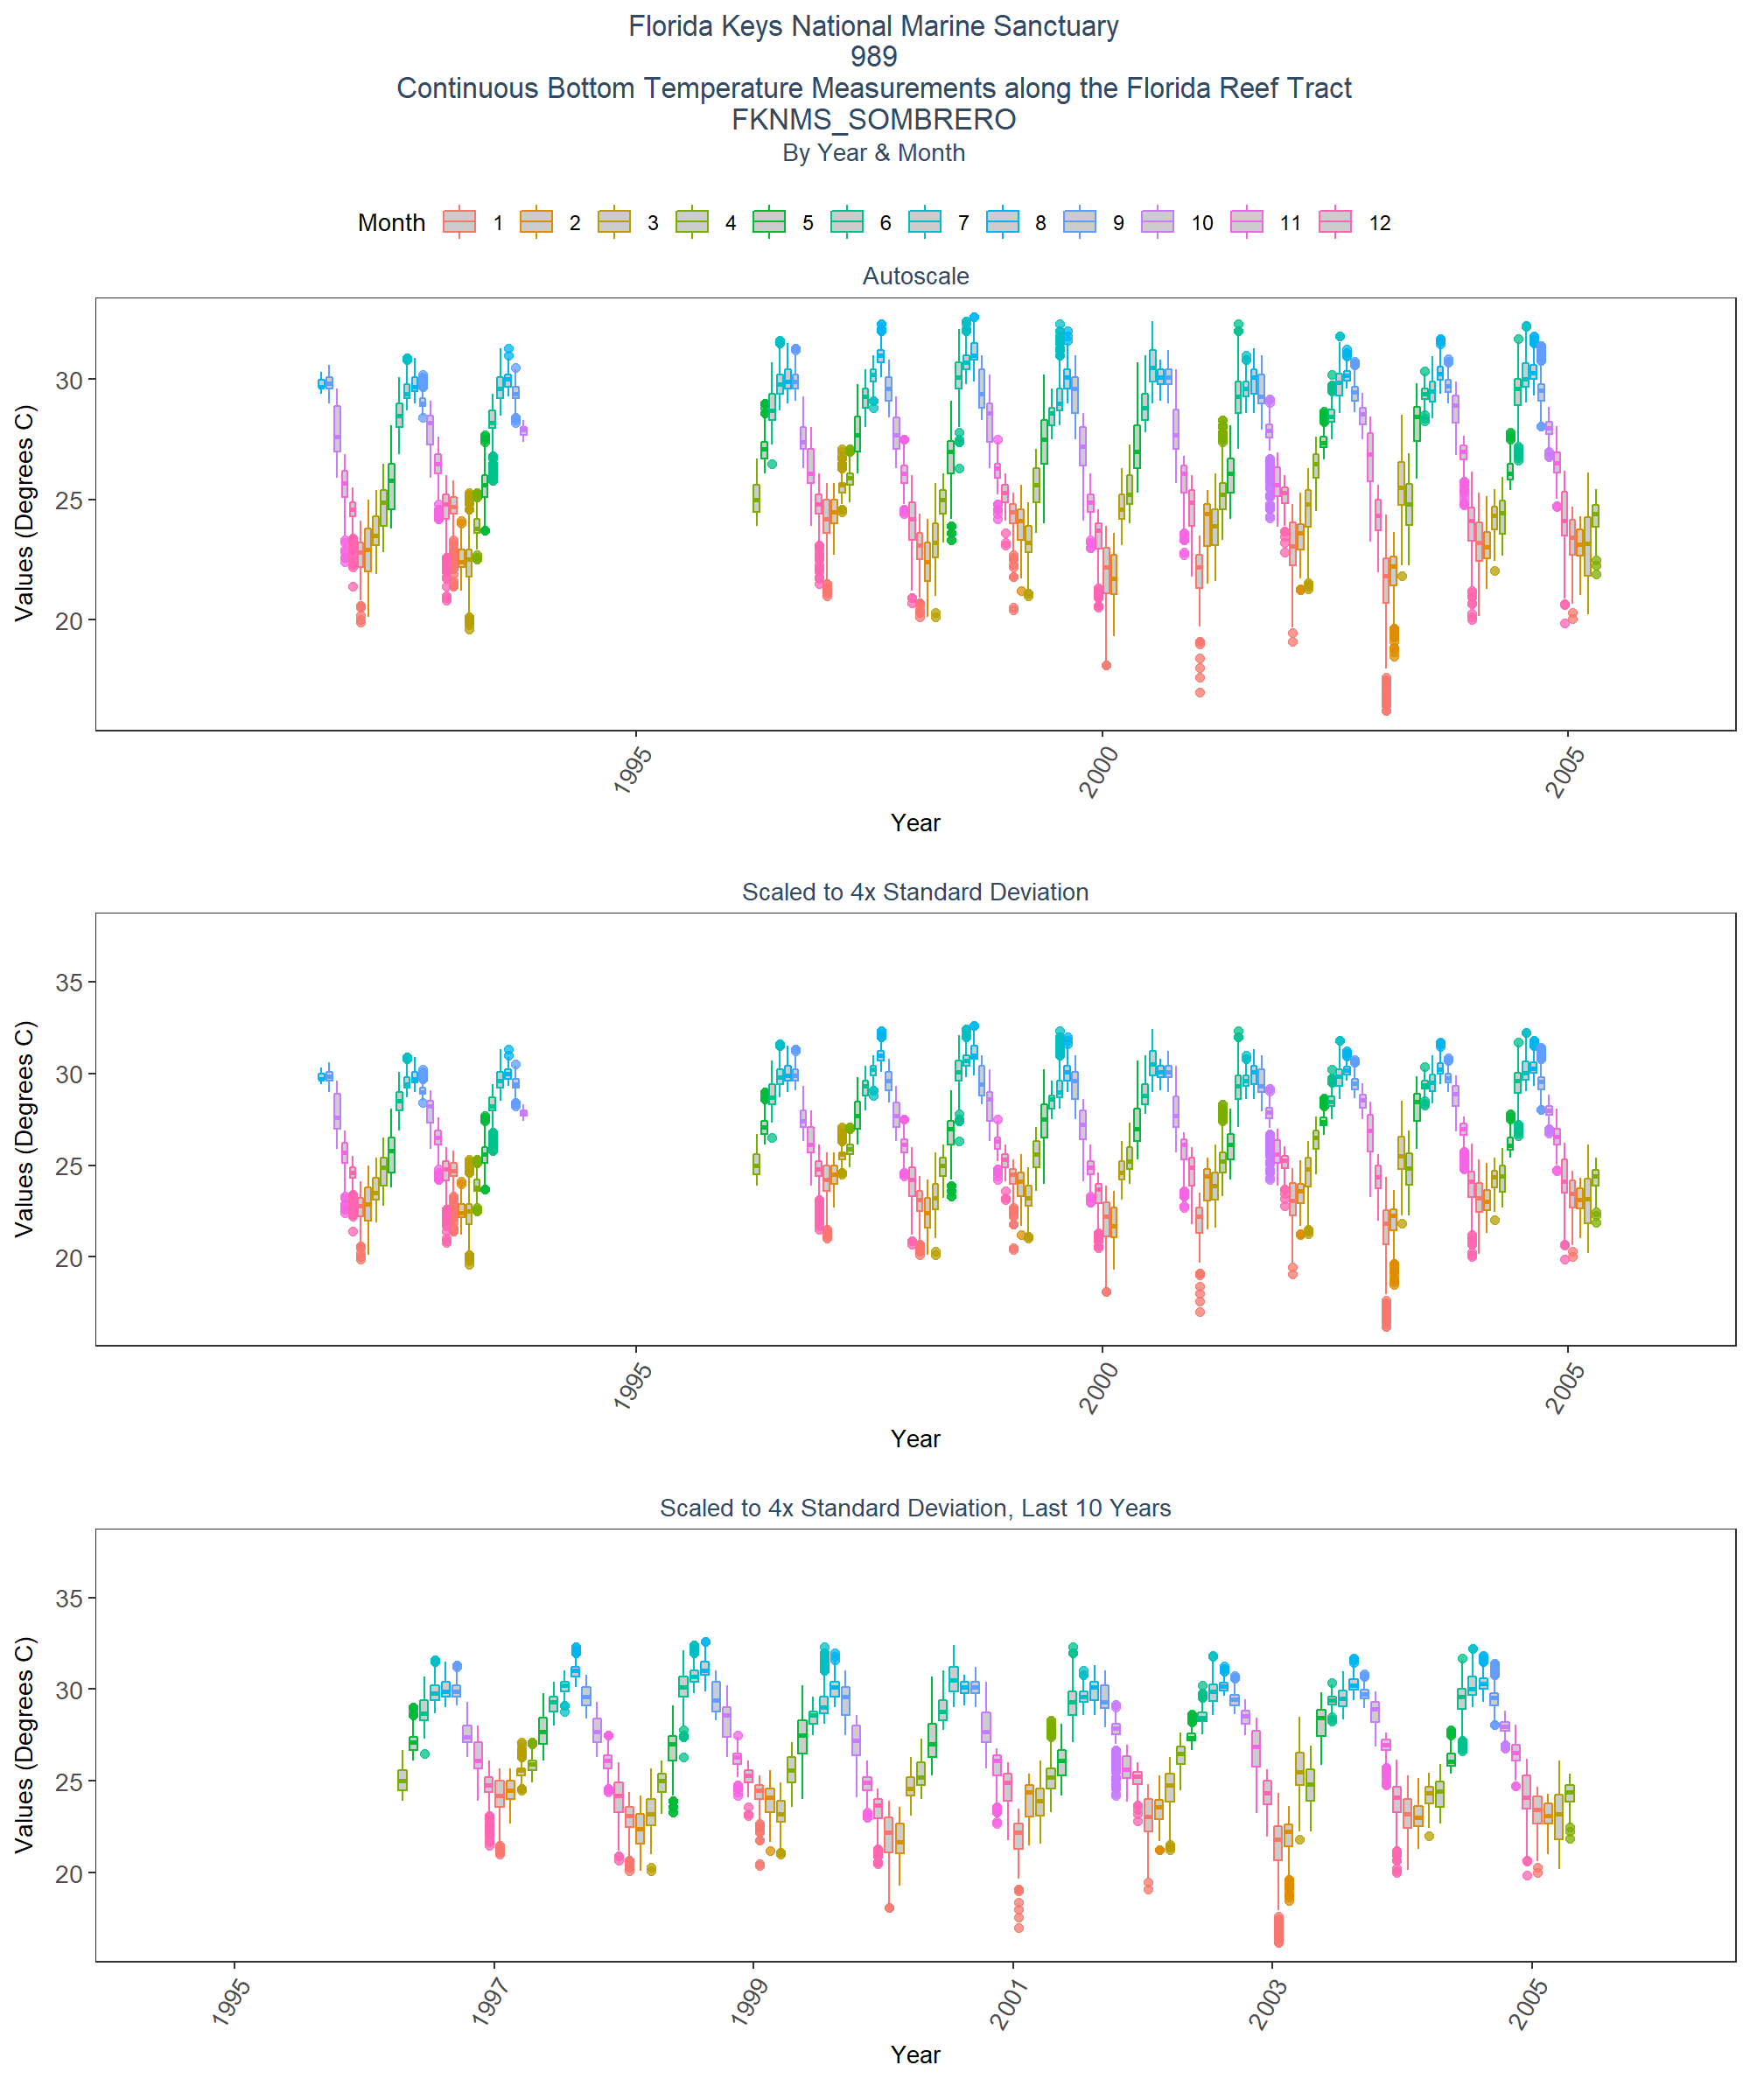 Florida Keys National Marine Sanctuary
989
Continuous Bottom Temperature Measurements along the Florida Reef Tract
FKNMS_SOMBRERO
By Year & Month
Month 1 2 3 4 5 6 7 8 9 10 11 12
Autoscale
Values (Degrees C)
30
25
20
1995 2000 2005
Year
Scaled to 4x Standard Deviation
Values (Degrees C)
35
30
25
20
1995 2000 2005
Year
Scaled to 4x Standard Deviation, Last 10 Years
Values (Degrees C)
35
30
25
20
1995 1997 1999 2001 2003 2005
Year